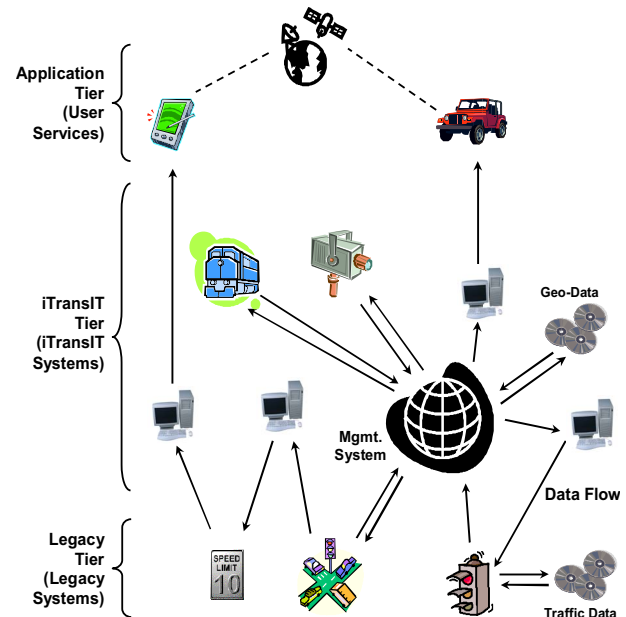 Application
Tier
(User
Services)
iTransIT
Tier
(iTransIT
Systems)
Geo-Data
Mgmt.
System
Data Flow
Legacy
Tier
(Legacy
Systems)
SPEED
LIMIT
10
Traffic Data